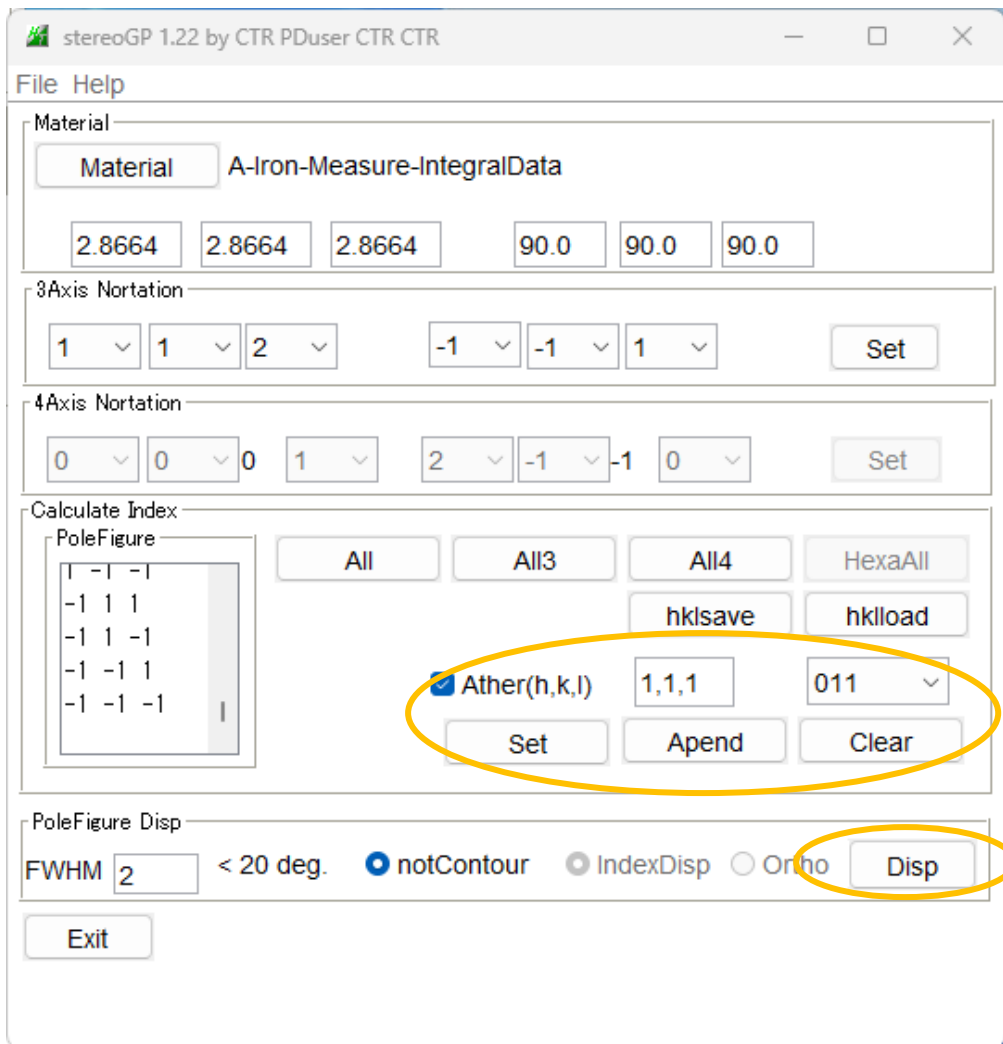 stereoGP 1.22 by CTR PDuser CTR CTR
File Help
Material
Material A-Iron-Measure-IntegralData
2.8664 2.8664 2.8664 90.0 90.0 90.0
3Axis Nortation
1 1 2 -1 -1 1 Set
4Axis Nortation
0 0 0 1 2 -1 -1 0 Set
Calculate Index
PoleFigure
All All3 All4 HexaAll
1 -1 -1
-1 1 1
-1 1 -1
-1 -1 1
-1 -1 -1
hklsave hklload
Ather(h,k,l) 1,1,1 011
Set Apend Clear
PoleFigure Disp
FWHM 2 < 20 deg. notContour IndexDisp Ortho Disp
Exit